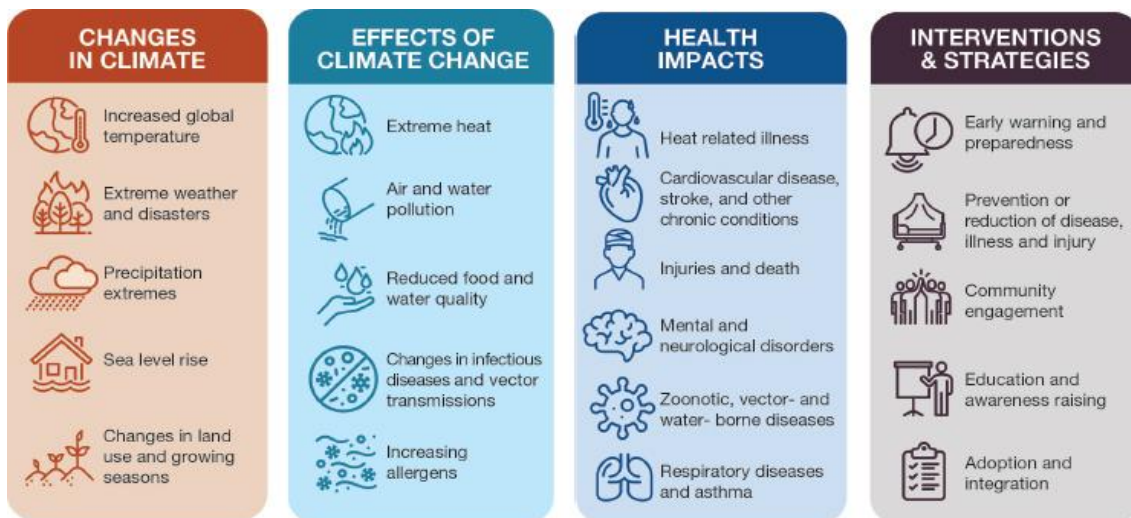 CHANGES
IN CLIMATE
Increased global
temperature
Extreme weather
and disasters
Precipitation
extremes
Sea level rise
Changes in land
use and growing
seasons
EFFECTS OF
CLIMATE CHANGE
Extreme heat
Air and water
pollution
Reduced food and
water quality
Changes in infectious
diseases and vector
transmissions
Increasing
allergens
HEALTH
IMPACTS
Heat related illness
Cardiovascular disease,
stroke, and other
chronic conditions
Injuries and death
Mental and
neurological disorders
Zoonotic, vector- and
water- borne diseases
Respiratory diseases
and asthma
INTERVENTIONS
& STRATEGIES
Early warning and
preparedness
Prevention or
reduction of disease,
illness and injury
Community
engagement
Education and
awareness raising
Adoption and
integration